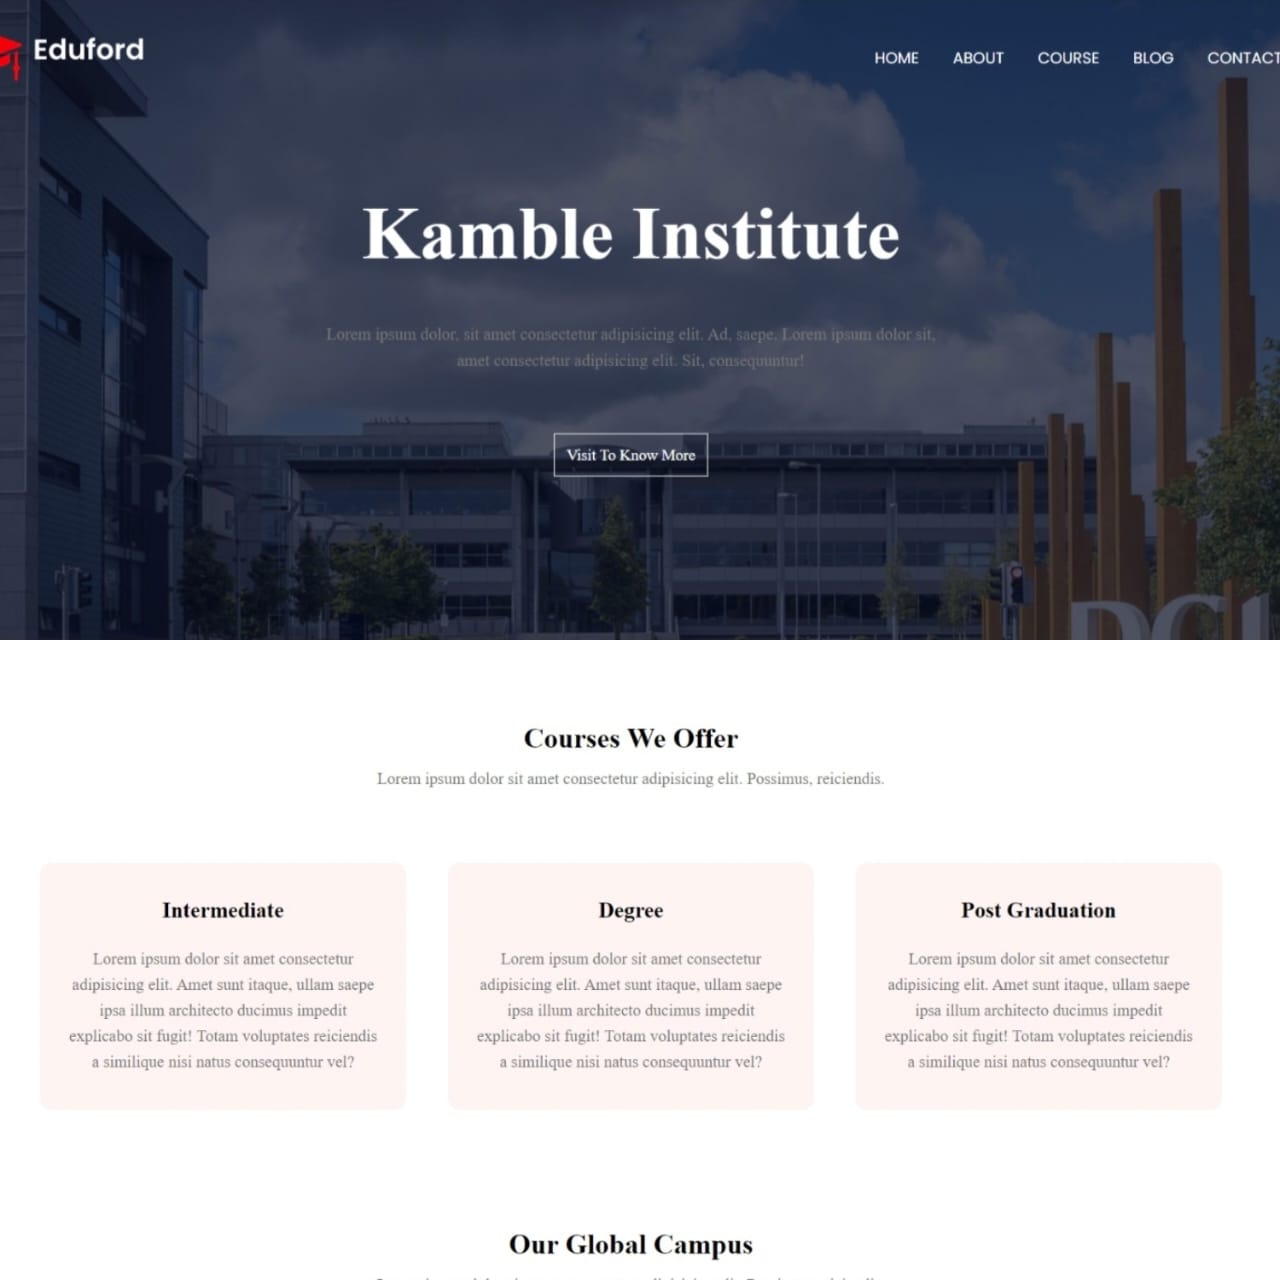 Eduford
HOME ABOUT COURSE BLOG CONTACT
Kamble Institute
Lorem ipsum dolor, sit amet consectetur adipisicing elit. Ad, saepe. Lorem ipsum dolor sit,
amet consectetur adipisicing elit. Sit, consequuntur!
Visit To Know More
Courses We Offer
Lorem ipsum dolor sit amet consectetur adipisicing elit. Possimus, reiciendis.
Intermediate
Lorem ipsum dolor sit amet consectetur
adipisicing elit. Amet sunt itaque, ullam saepe
ipsa illum architecto ducimus impedit
explicabo sit fugit! Totam voluptates reiciendis
a similique nisi natus consequuntur vel?
Degree
Lorem ipsum dolor sit amet consectetur
adipisicing elit. Amet sunt itaque, ullam saepe
ipsa illum architecto ducimus impedit
explicabo sit fugit! Totam voluptates reiciendis
a similique nisi natus consequuntur vel?
Post Graduation
Lorem ipsum dolor sit amet consectetur
adipisicing elit. Amet sunt itaque, ullam saepe
ipsa illum architecto ducimus impedit
explicabo sit fugit! Totam voluptates reiciendis
a similique nisi natus consequuntur vel?
Our Global Campus